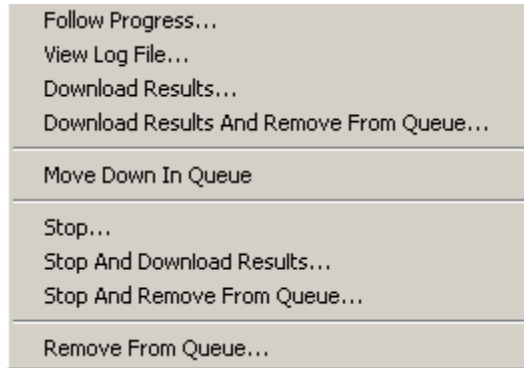 Follow Progress...
View Log File...
Download Results...
Download Results And Remove From Queue...
Move Down In Queue
Stop...
Stop And Download Results...
Stop And Remove From Queue...
Remove From Queue...